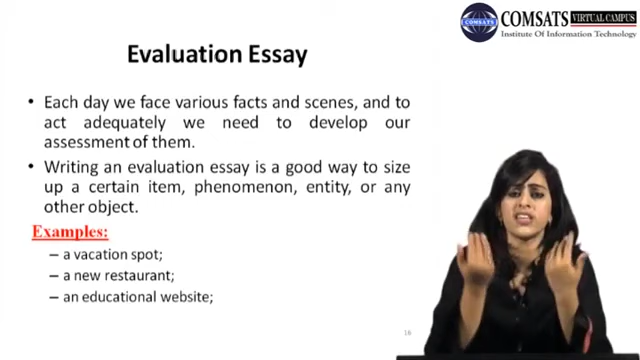 COMSATS
COMSATS VIRTUAL CAMPUS
Institute Of Information Technology
Evaluation Essay
• Each day we face various facts and scenes, and to
act adequately we need to develop our
assessment of them.
• Writing an evaluation essay is a good way to size
up a certain item, phenomenon, entity, or any
other object.
Examples:
– a vacation spot;
– a new restaurant;
– an educational website;
16